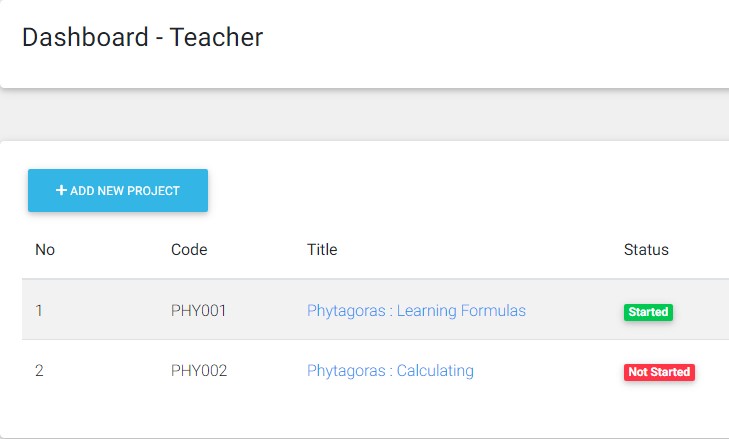 Dashboard - Teacher
+ ADD NEW PROJECT
No Code Title Status
1 PHY001 Phytagoras : Learning Formulas Started
2 PHY002 Phytagoras : Calculating Not Started